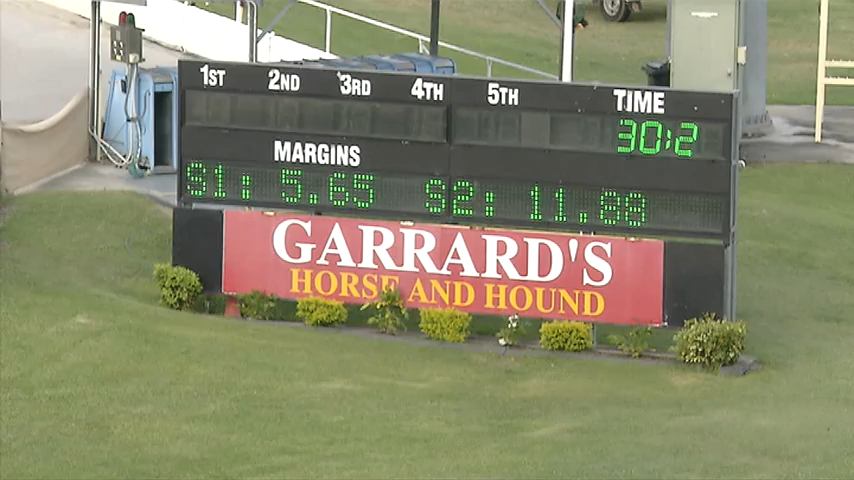 1ST 2ND 3RD 4TH 5TH TIME
30:2
MARGINS
S1: 5.65 S2: 11.88
GARRARD'S
HORSE AND HOUND